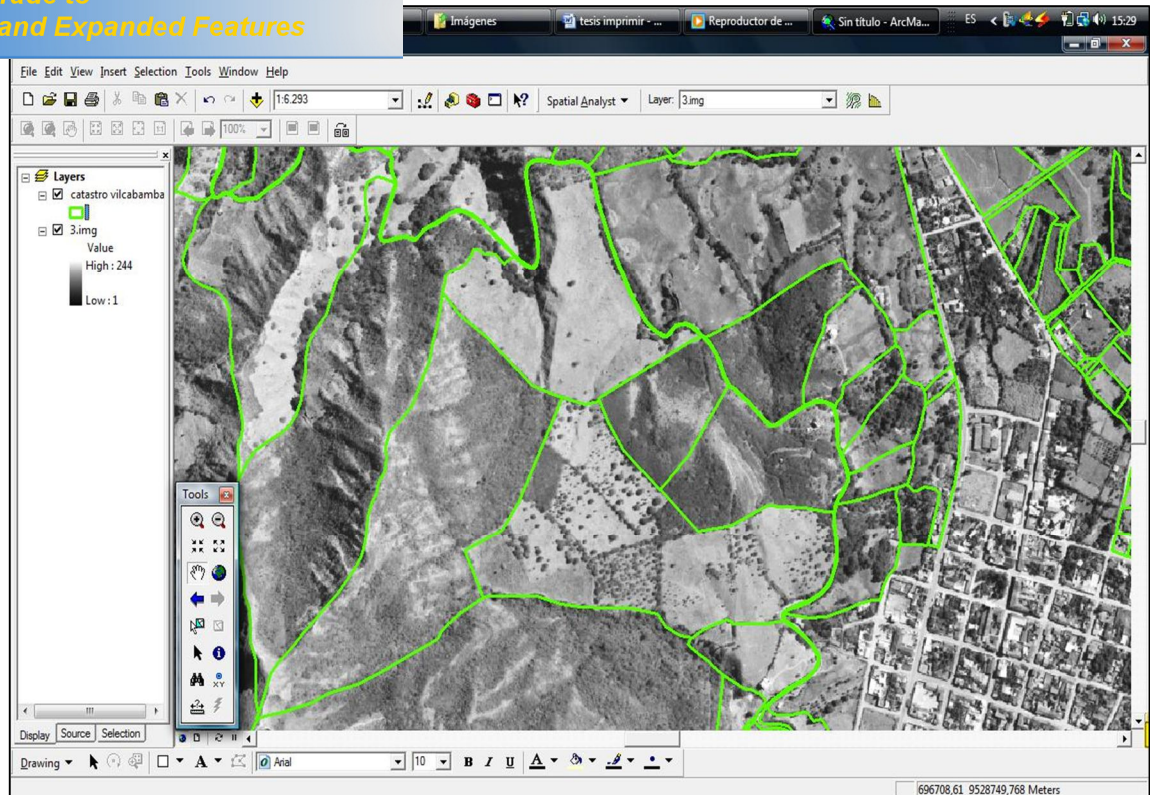 and Expanded Features
Imágenes
tesis imprimir - ...
Reproductor de ...
Sin título - ArcMa...
ES
15:29
File Edit View Insert Selection Tools Window Help
1:6.293
Spatial Analyst
Layer:
3.img
100%
Layers
catastro vilcabamba
3.img
Value
High : 244
Low : 1
Tools
XY
Display Source Selection
Drawing
A
Arial
10
B I U A
696708,61 9528749,768 Meters